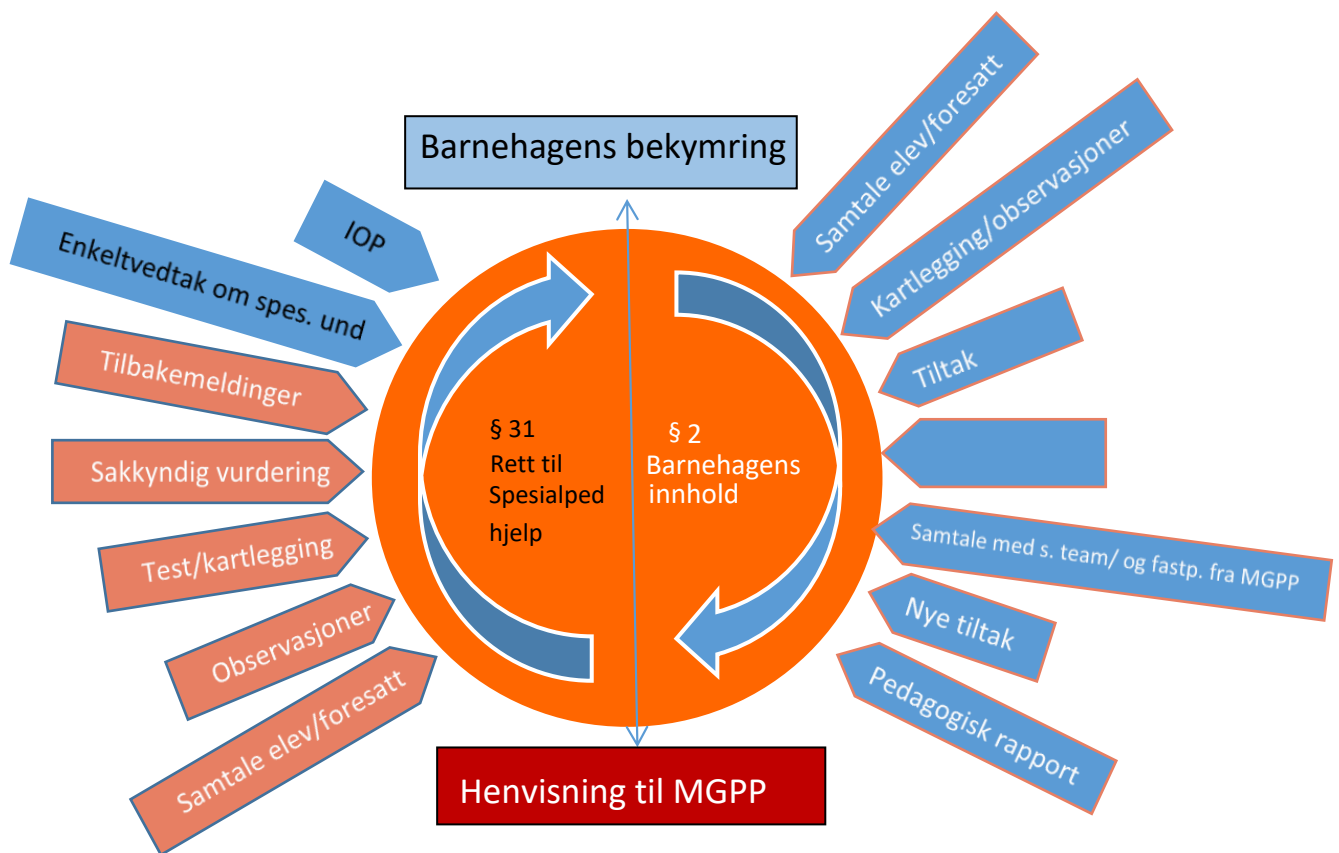 Barnehagens bekymring
Samtale elev/foresatt
Kartlegging/observasjoner
Tiltak
Samtale med s. team/ og fastp. fra MGPP
Nye tiltak
Pedagogisk rapport
§ 2
Barnehagens
innhold
Henvisning til MGPP
Samtale elev/foresatt
Observasjoner
Test/kartlegging
Sakkyndig vurdering
Tilbakemeldinger
Enkeltvedtak om spes. und
IOP
§ 31
Rett til
Spesialped
hjelp